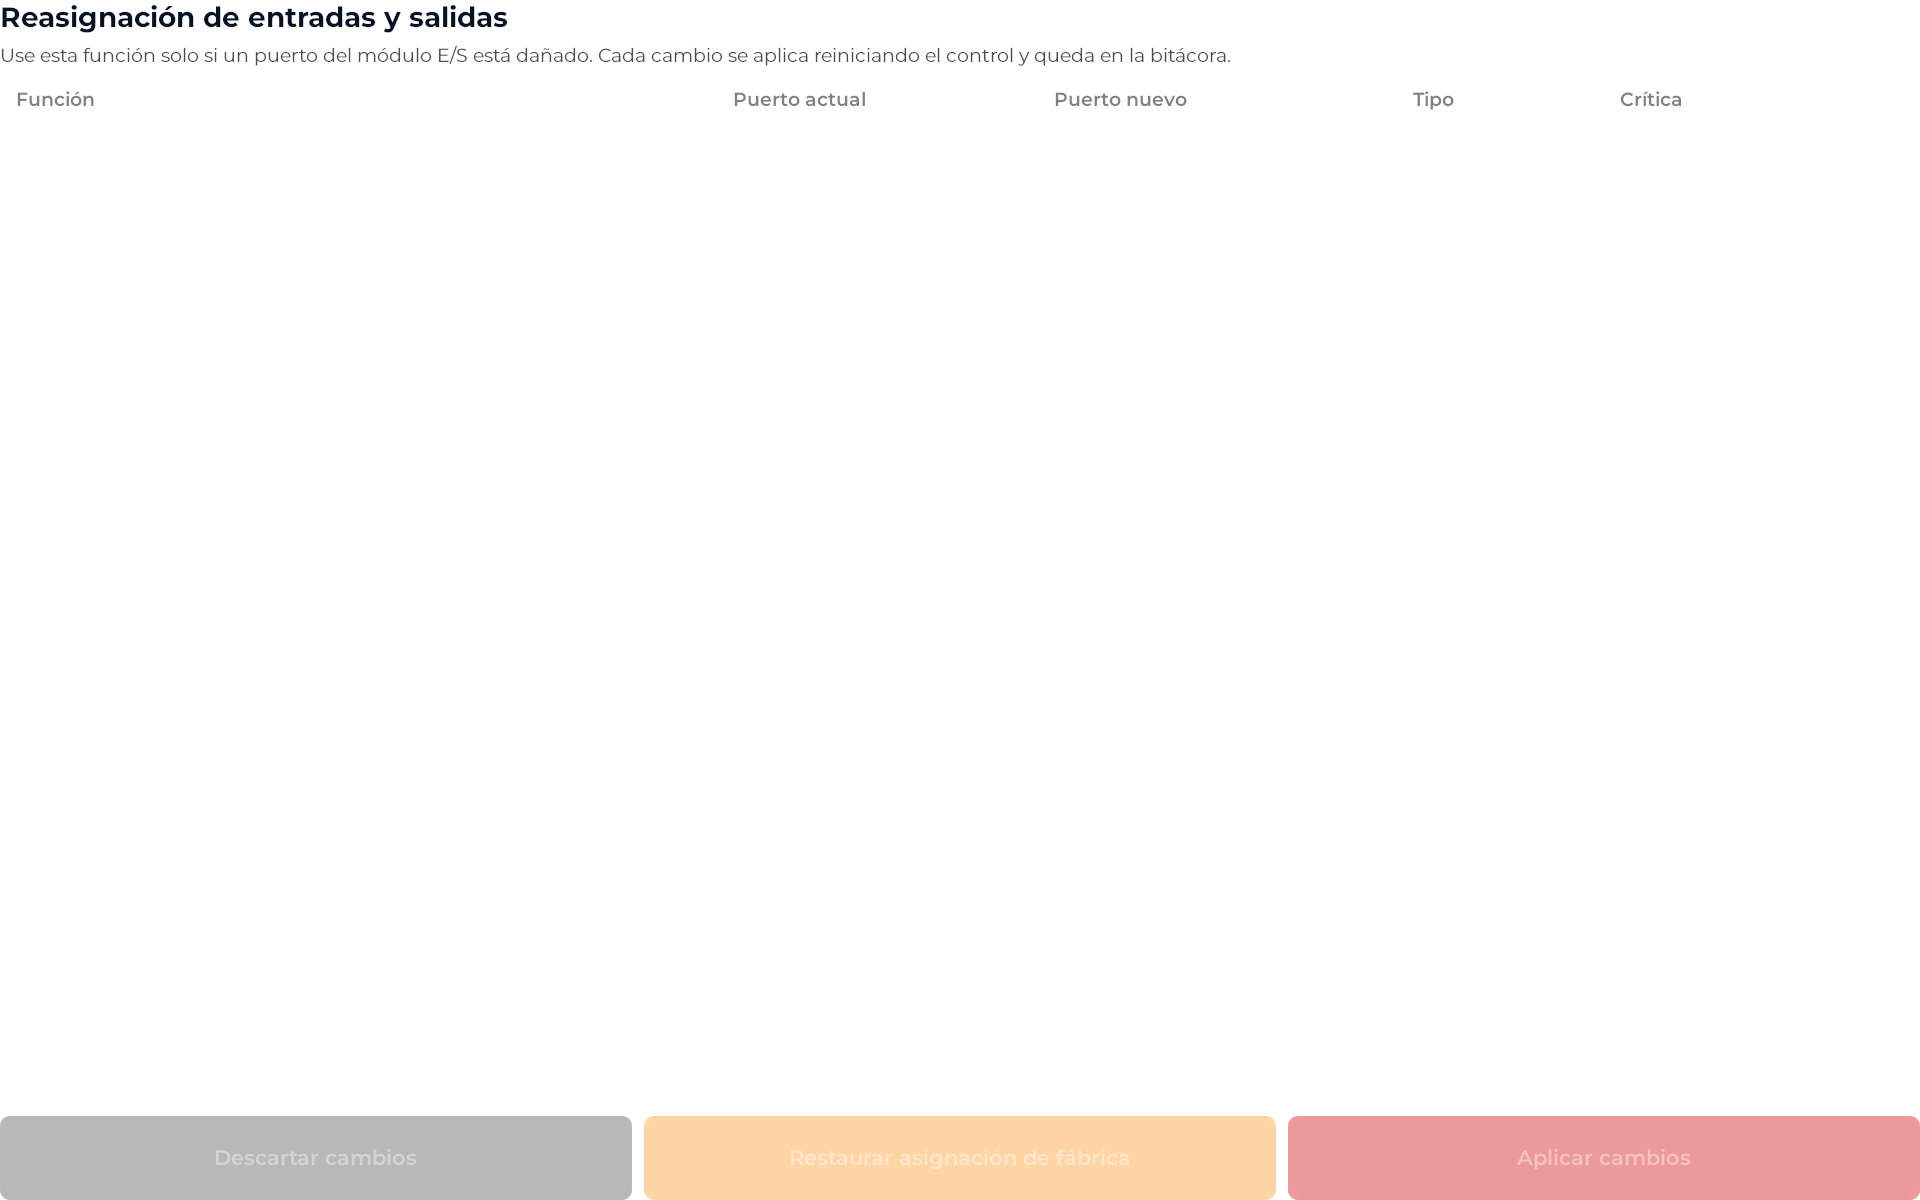 Reasignación de entradas y salidas
Use esta función solo si un puerto del módulo E/S está dañado. Cada cambio se aplica reiniciando el control y queda en la bitácora.
Función Puerto actual Puerto nuevo Tipo Crítica
Descartar cambios Restaurar asignación de fábrica Aplicar cambios